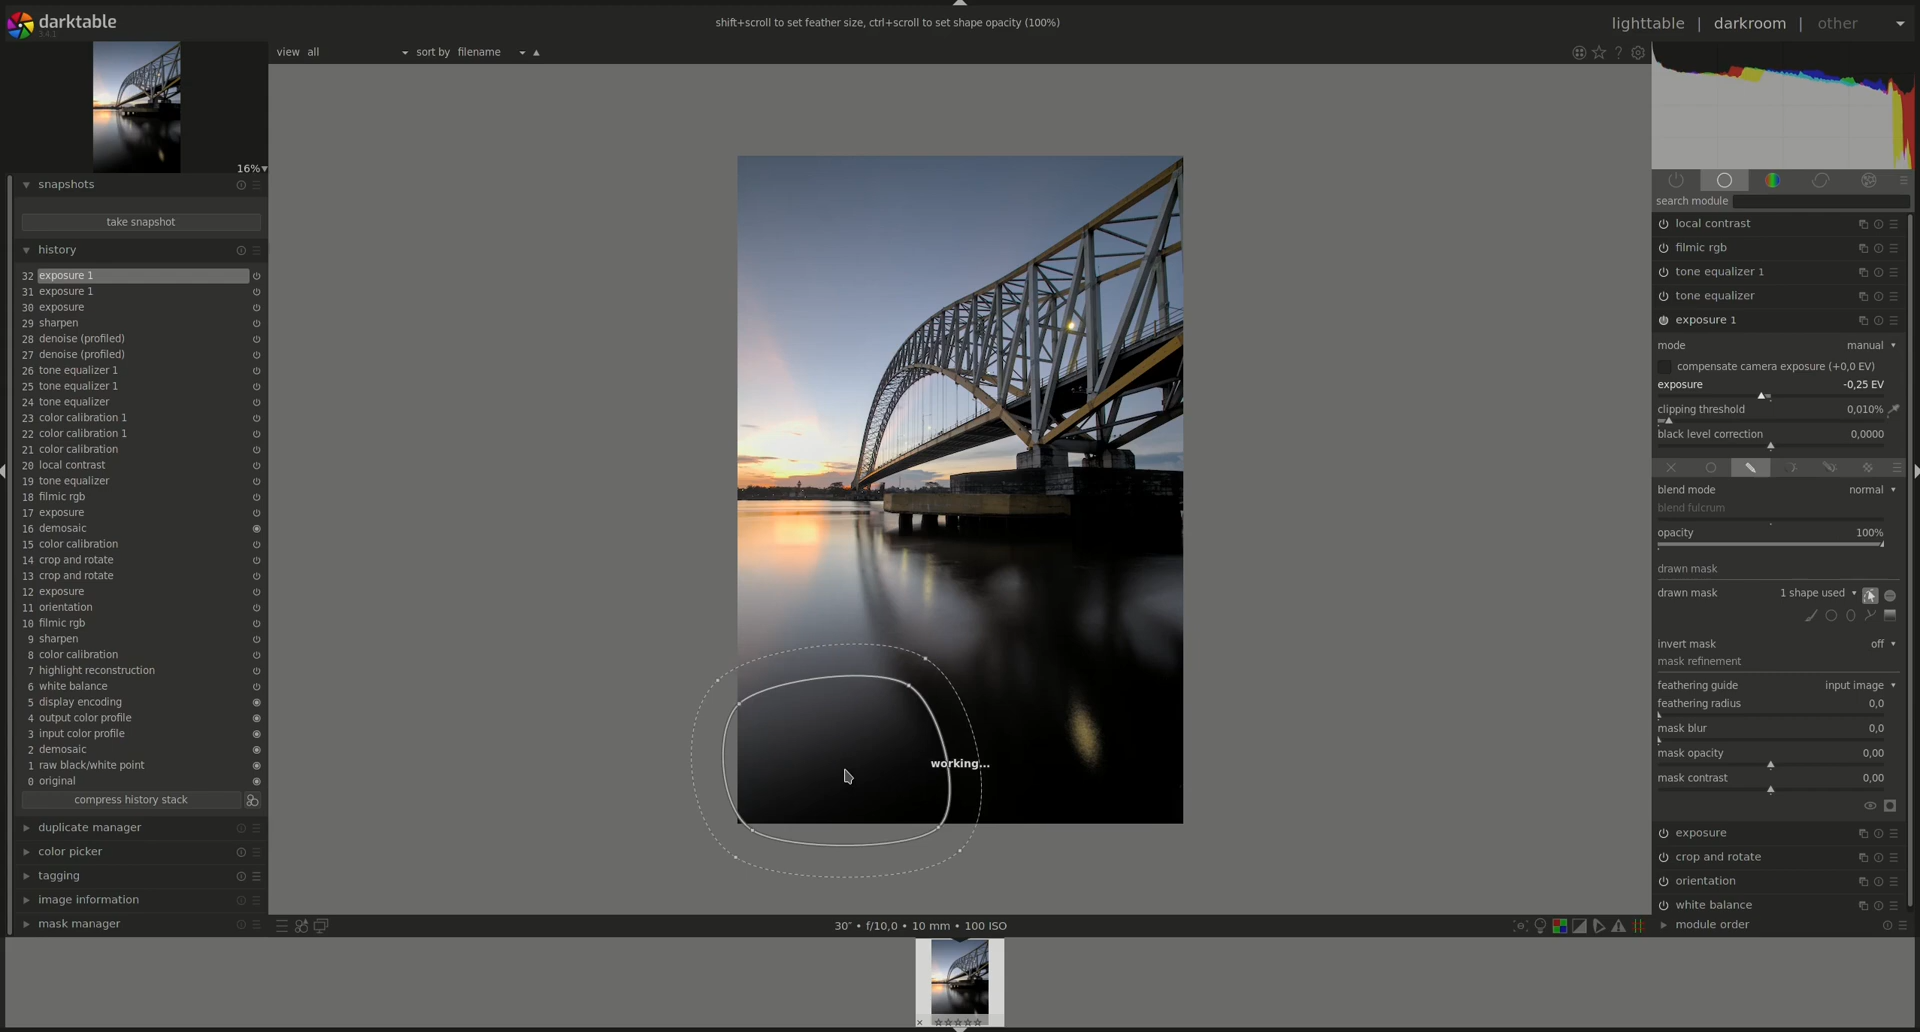 darktable
3.4.1
shift+scroll to set feather size, ctrl+scroll to set shape opacity (100%)
lighttable | darkroom | other
view all sort by filename
16%
snapshots
take snapshot
history
32 exposure 1
31 exposure 1
30 exposure
29 sharpen
28 denoise (profiled)
27 denoise (profiled)
26 tone equalizer 1
25 tone equalizer 1
24 tone equalizer
23 color calibration 1
22 color calibration 1
21 color calibration
20 local contrast
19 tone equalizer
18 filmic rgb
17 exposure
16 demosaic
15 color calibration
14 crop and rotate
13 crop and rotate
12 exposure
11 orientation
10 filmic rgb
9 sharpen
8 color calibration
7 highlight reconstruction
6 white balance
5 display encoding
4 output color profile
3 input color profile
2 demosaic
1 raw black/white point
0 original
compress history stack
duplicate manager
color picker
tagging
image information
mask manager
working...
30" • f/10,0 • 10 mm • 100 ISO
search module
local contrast
filmic rgb
tone equalizer 1
tone equalizer
exposure 1
mode manual
compensate camera exposure (+0,0 EV)
exposure -0,25 EV
clipping threshold 0,010%
black level correction 0,0000
blend mode normal
blend fulcrum
opacity 100%
drawn mask
drawn mask 1 shape used
invert mask off
mask refinement
feathering guide input image
feathering radius 0,0
mask blur 0,0
mask opacity 0,00
mask contrast 0,00
exposure
crop and rotate
orientation
white balance
module order